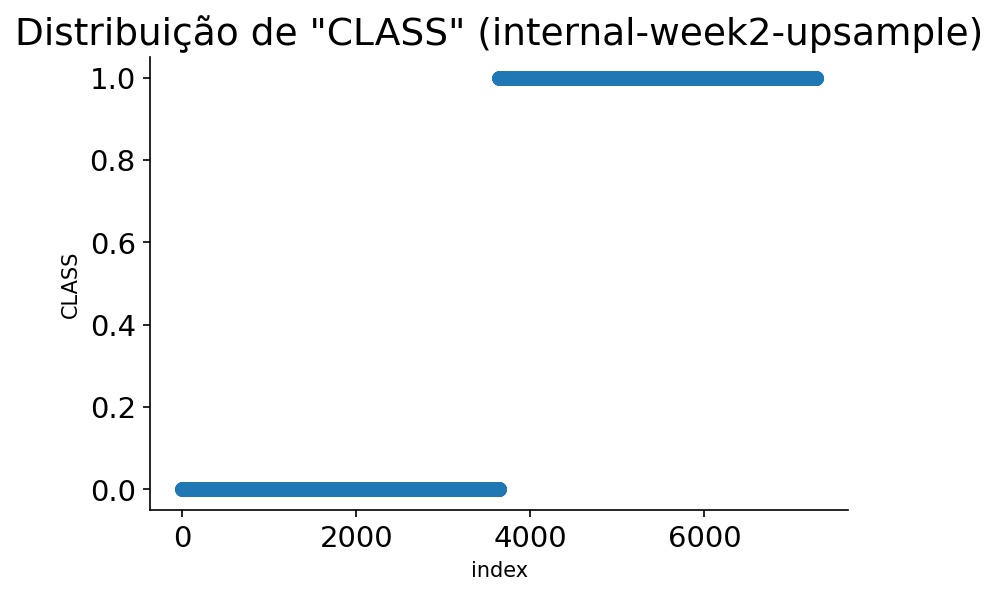 Distribuição de "CLASS" (internal-week2-upsample)
1.0
0.8
0.6
0.4
0.2
0.0
CLASS
0 2000 4000 6000
index